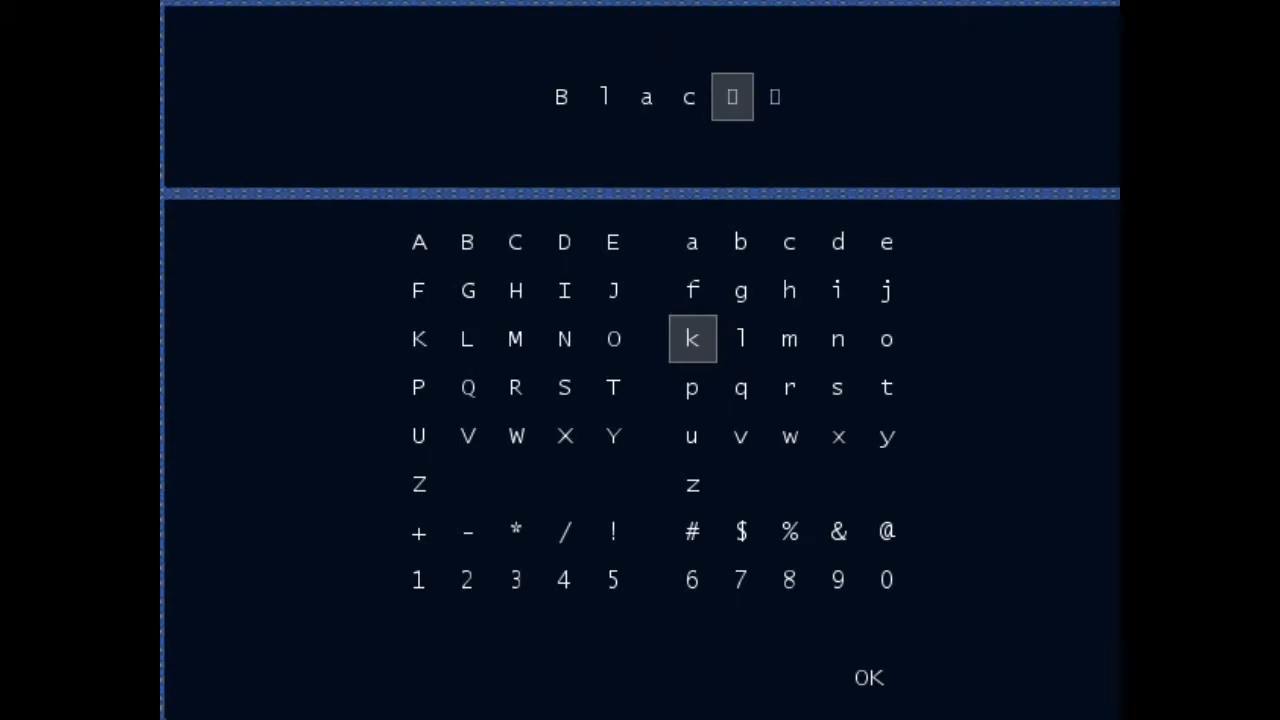 B l a c ▯ ▯
A B C D E a b c d e
F G H I J f g h i j
K L M N O k l m n o
P Q R S T p q r s t
U V W X Y u v w x y
Z z
+ - * / ! # $ % & @
1 2 3 4 5 6 7 8 9 0
OK